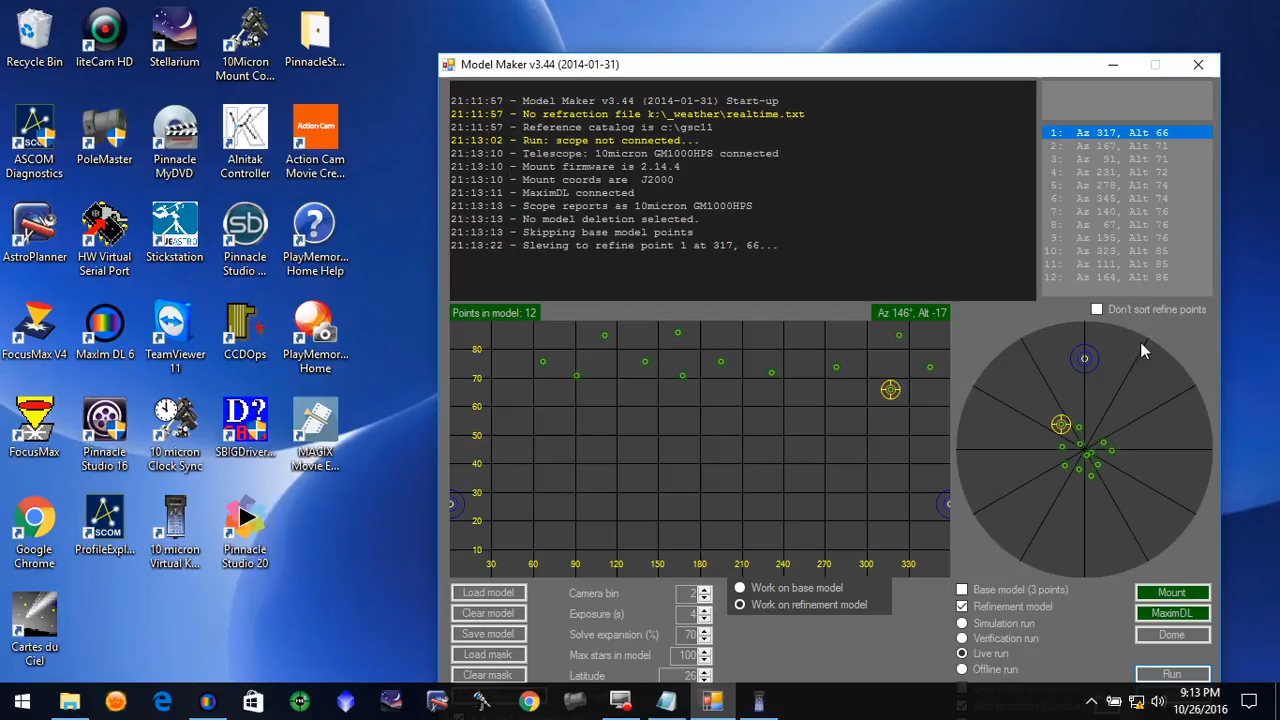 Recycle Bin
liteCam HD
Stellarium
10Micron Mount Co...
PinnacleSt...
ASCOM Diagnostics
PoleMaster
Pinnacle MyDVD
Alnitak Controller
Action Cam
Action Cam Movie Cre...
AstroPlanner
HW Virtual Serial Port
JEASTRO
Stickstation
sb
Pinnacle Studio ...
PlayMemor... Home Help
FocusMax V4
MaxIm DL 6
TeamViewer 11
CCDOps
PlayMemor... Home
FocusMax
Pinnacle Studio 16
10 micron Clock Sync
D?
SBIGDriver...
MAGIX Movie E...
Google Chrome
SCOM
ProfileExpl...
10 micron Virtual K...
Pinnacle Studio 20
Cartes du Ciel
Model Maker v3.44 (2014-01-31)
21:11:57 - Model Maker v3.44 (2014-01-31) Start-up
21:11:57 - No refraction file k:\_weather\realtime.txt
21:11:57 - Reference catalog is c:\gsc11
21:13:02 - Run: scope not connected...
21:13:10 - Telescope: 10micron GM1000HPS connected
21:13:10 - Mount firmware is 2.14.4
21:13:10 - Mount coords are J2000
21:13:11 - MaximDL connected
21:13:13 - Scope reports as 10micron GM1000HPS
21:13:13 - No model deletion selected.
21:13:13 - Skipping base model points
21:13:22 - Slewing to refine point 1 at 317, 66...
1: Az 317, Alt 66
2: Az 167, Alt 71
3: Az 91, Alt 71
4: Az 231, Alt 72
5: Az 278, Alt 74
6: Az 345, Alt 74
7: Az 140, Alt 76
8: Az 67, Alt 76
9: Az 195, Alt 76
10: Az 323, Alt 85
11: Az 111, Alt 85
12: Az 164, Alt 86
Don't sort refine points
Points in model: 12
Az 146°, Alt -17
80
70
60
50
40
30
20
10
30 60 90 120 150 180 210 240 270 300 330
Load model
Clear model
Save model
Load mask
Clear mask
Camera bin 2
Exposure (s) 4
Solve expansion (%) 70
Max stars in model 100
Latitude 26
Work on base model
Work on refinement model
Base model (3 points)
Refinement model
Simulation run
Verification run
Live run
Offline run
Mount
MaximDL
Dome
Run
9:13 PM
10/26/2016